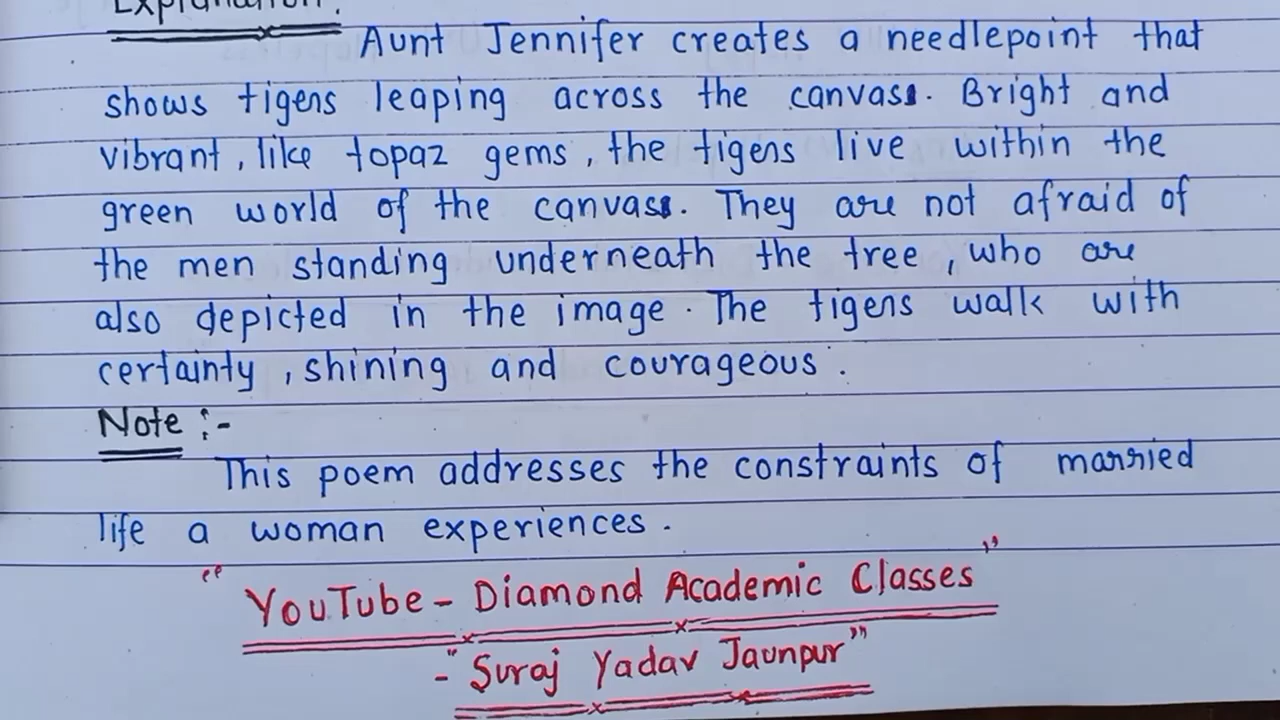 Explanation:
Aunt Jennifer creates a needlepoint that
shows tigers leaping across the canvas. Bright and
vibrant, like topaz gems, the tigers live within the
green world of the canvas. They are not afraid of
the men standing underneath the tree, who are
also depicted in the image. The tigers walk with
certainty, shining and courageous.
Note :-
This poem addresses the constraints of married
life a woman experiences.
"YouTube - Diamond Academic Classes"
- "Suraj Yadav Jaunpur"